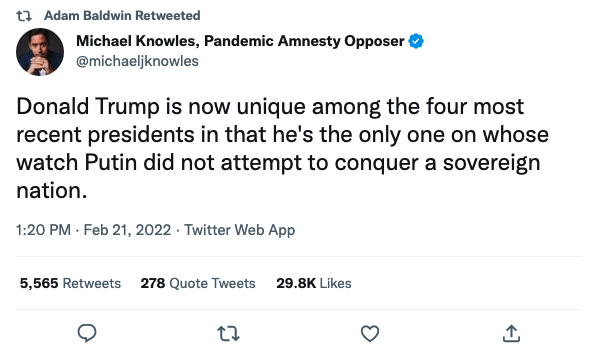 Adam Baldwin Retweeted
Michael Knowles, Pandemic Amnesty Opposer
@michaeljknowles
Donald Trump is now unique among the four most
recent presidents in that he's the only one on whose
watch Putin did not attempt to conquer a sovereign
nation.
1:20 PM · Feb 21, 2022 · Twitter Web App
5,565 Retweets 278 Quote Tweets 29.8K Likes